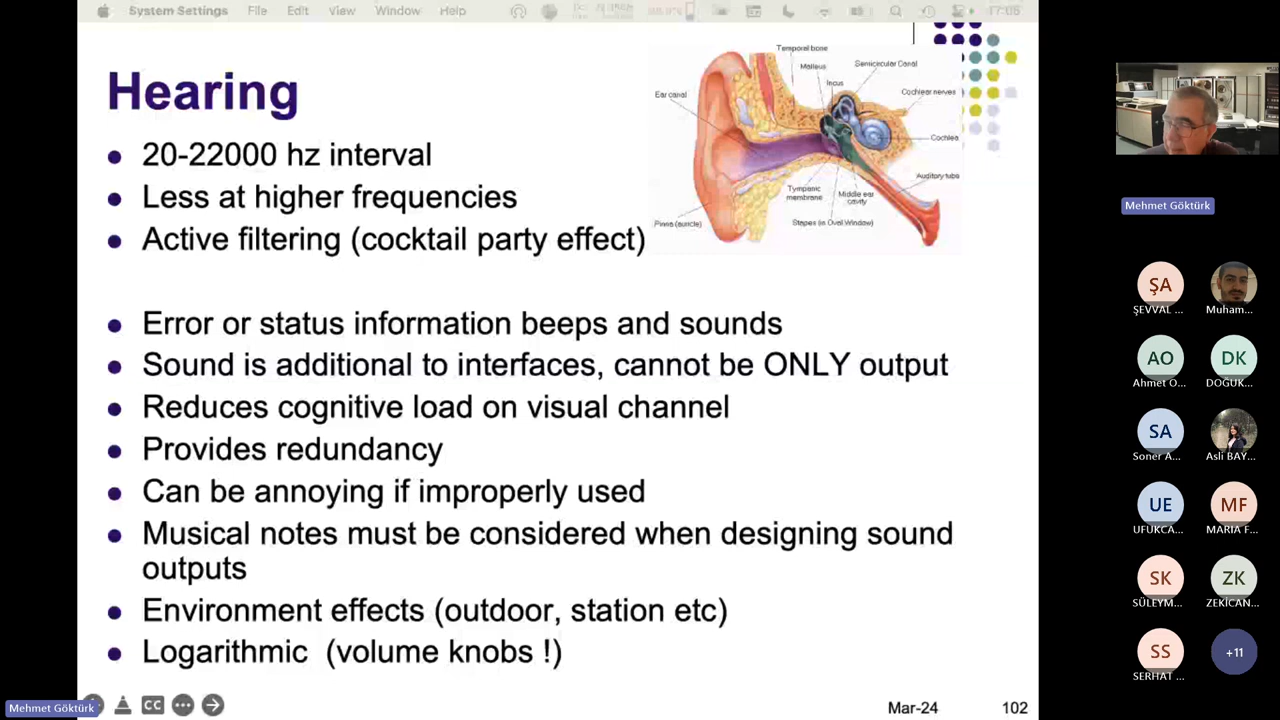 System Settings File Edit View Window Help
17:05
Hearing
20-22000 hz interval
Less at higher frequencies
Active filtering (cocktail party effect)
Temporal bone
Malleus
Semicircular Canal
Incus
Ear canal
Cochlear nerves
Cochlea
Auditory tube
Tympanic
membrane
Middle ear
cavity
Pinna (auricle)
Stapes (in Oval Window)
Error or status information beeps and sounds
Sound is additional to interfaces, cannot be ONLY output
Reduces cognitive load on visual channel
Provides redundancy
Can be annoying if improperly used
Musical notes must be considered when designing sound
outputs
Environment effects (outdoor, station etc)
Logarithmic (volume knobs !)
Mehmet Göktürk
CC
Mar-24
102
Mehmet Göktürk
ŞA
ŞEVVAL ...
Muham...
AO
DK
Ahmet O...
DOĞUK...
SA
Soner A...
Asli BAY...
UE
MF
UFUKCA...
MARIA F...
SK
ZK
SÜLEYM...
ZEKİCAN...
SS
+11
SERHAT ...